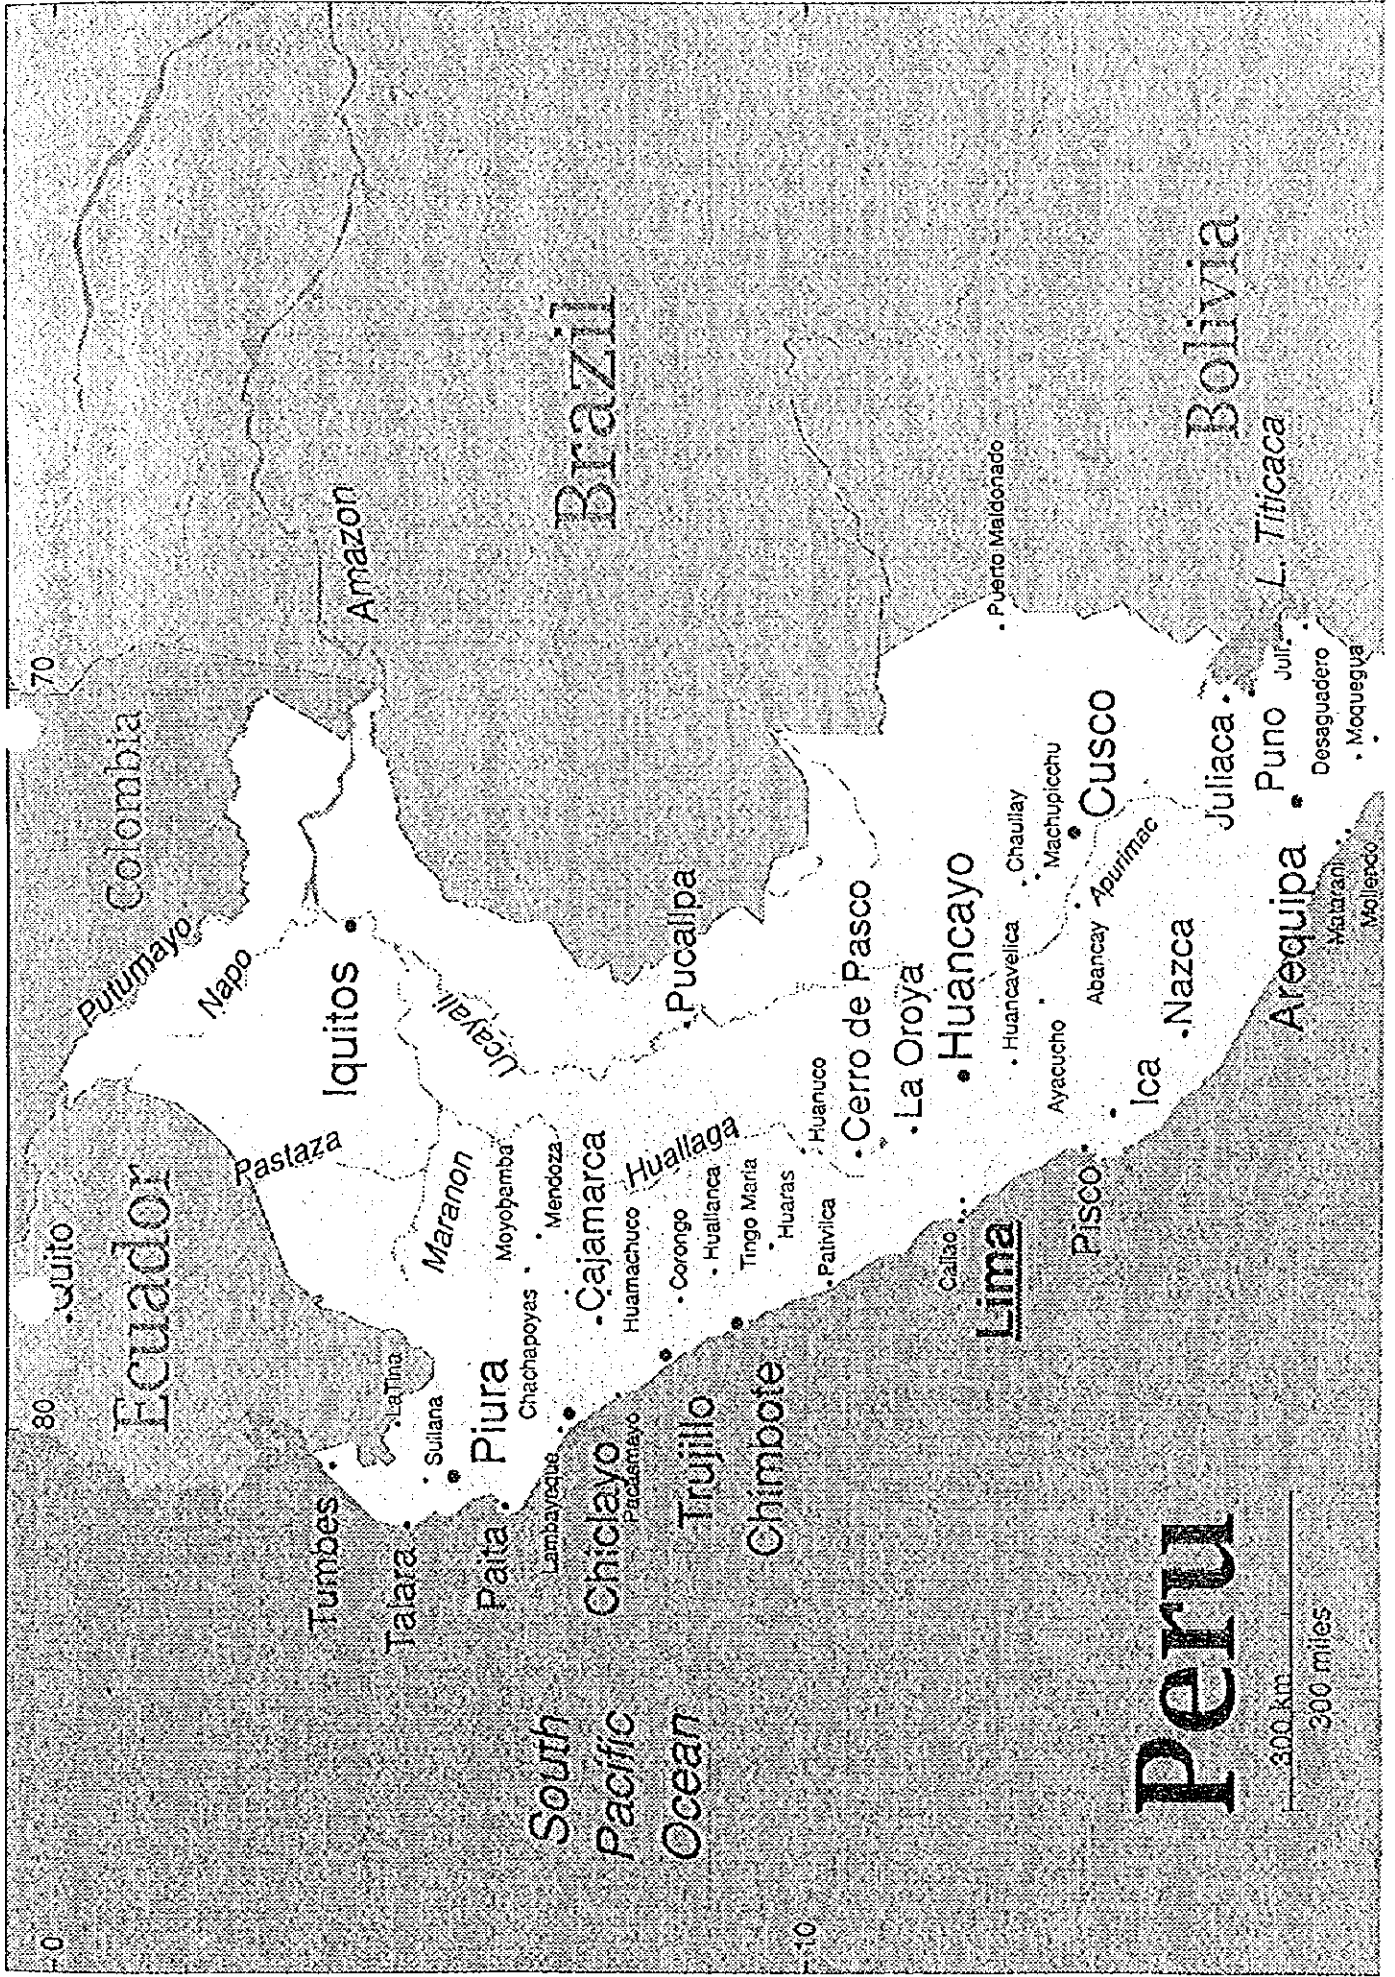 80
70
0
Quito
Colombia
Ecuador
Putumayo
Napo
Pastaza
Amazon
Tumbes
LaTina
Iquitos
Talara
Sullana
Maranon
Ucayali
Paita
Piura
Moyobamba
Chachapoyas
Mendoza
Lambayeque
South
Pacific
Ocean
Brazil
Chiclayo
Cajamarca
Pacasmayo
Huamachuco
Huallaga
Pucallpa
Trujillo
Corongo
Huallanca
Chimbote
Tingo Maria
Huaras
10
Pativilca
Huanuco
Cerro de Pasco
La Oroya
Callao
Huancayo
Lima
Puerto Maldonado
Huancavelica
Chaullay
Machupicchu
Ayacucho
Pisco
Abancay
Cusco
Apurimac
Ica
Nazca
Bolivia
Peru
Juliaca
L. Titicaca
Puno
Juli
Arequipa
Desaguadero
Matarani
Moquegua
300 km
300 miles